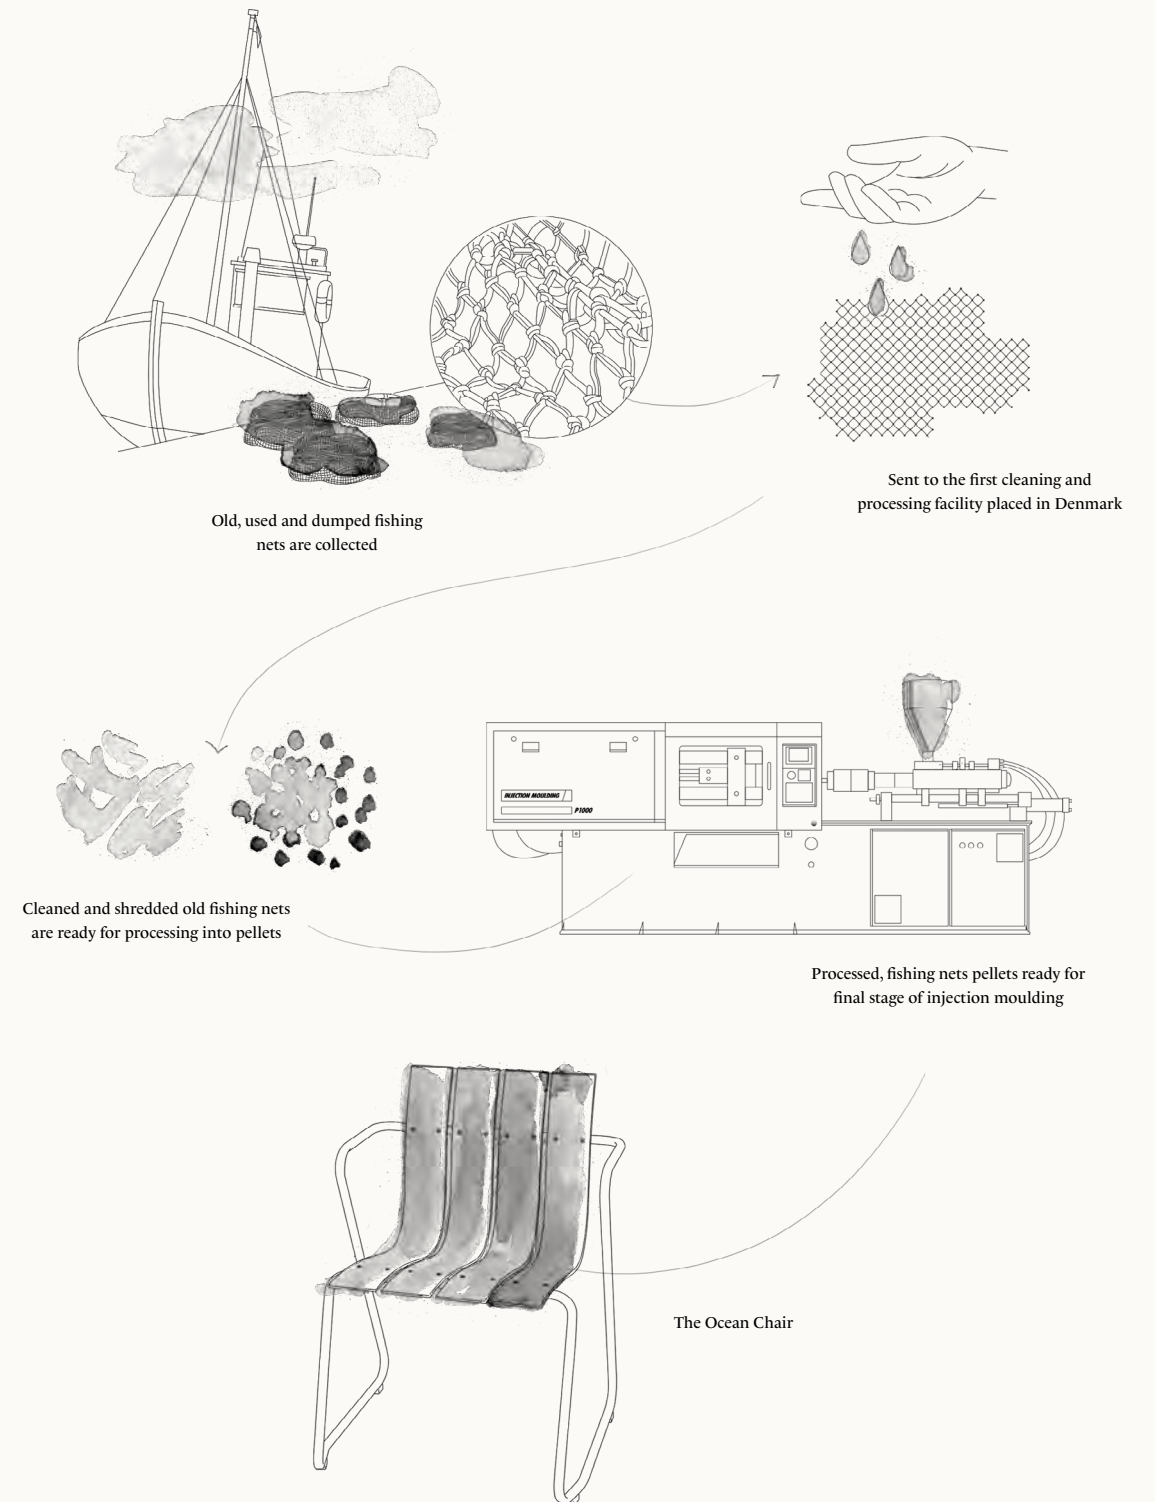 Old, used and dumped fishing
nets are collected
Sent to the first cleaning and
processing facility placed in Denmark
Cleaned and shredded old fishing nets
are ready for processing into pellets
INJECTION MOULDING
P1000
Processed, fishing nets pellets ready for
final stage of injection moulding
The Ocean Chair